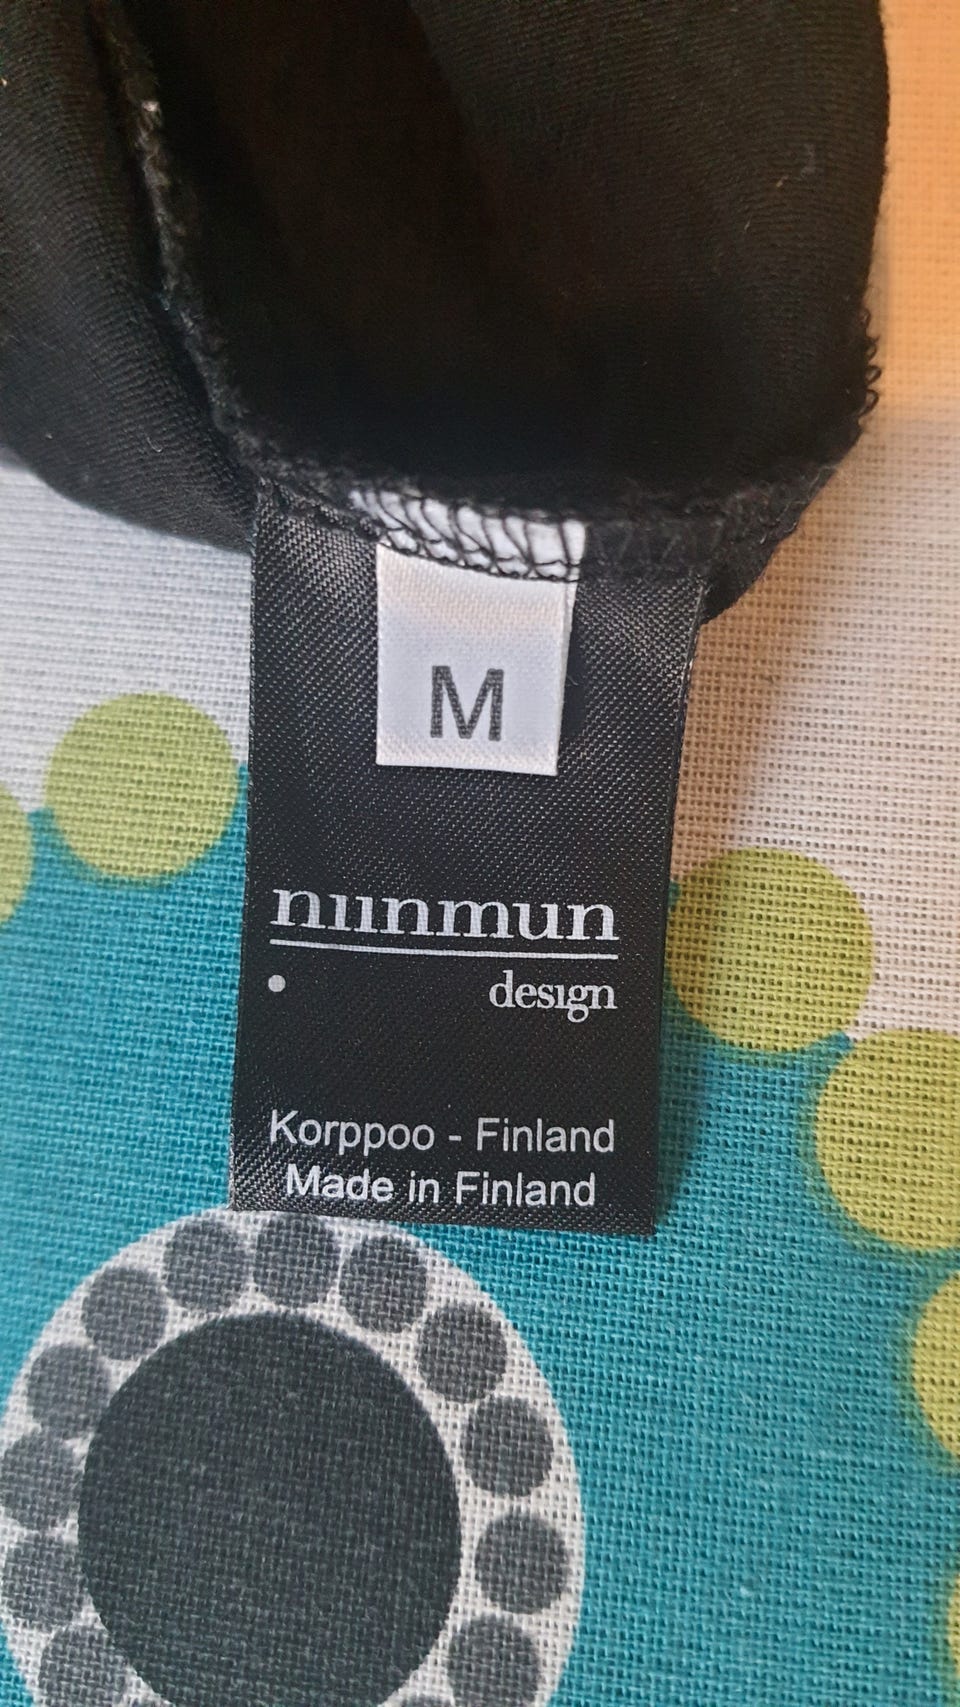 M
niinmun
design
Korppoo - Finland
Made in Finland